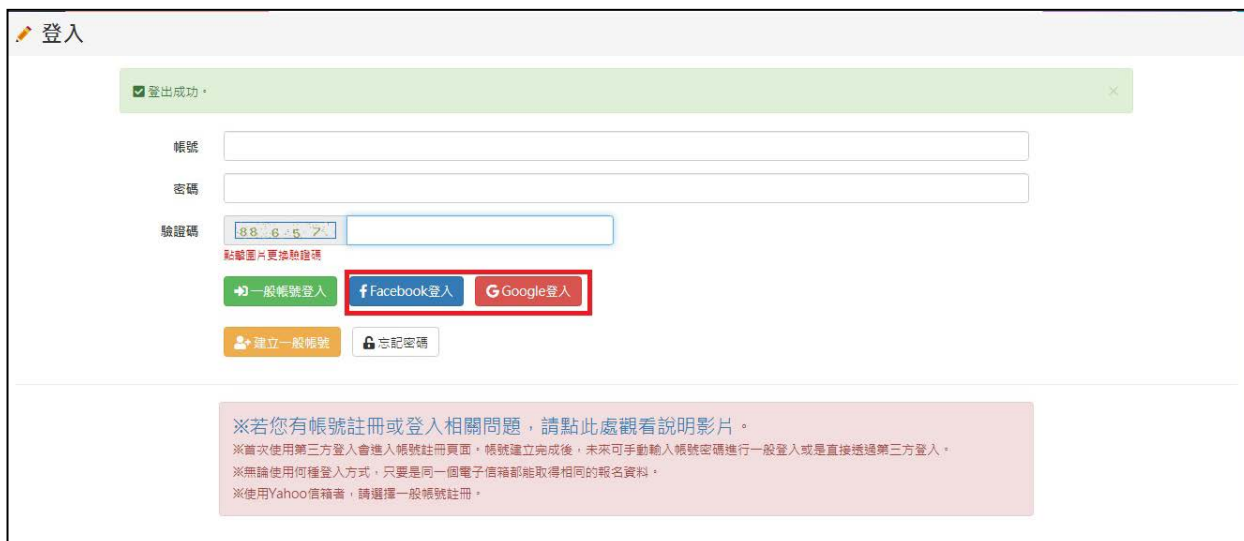 登入
登出成功。
帳號
密碼
驗證碼 88 6 5 7
點擊圖片更換驗證碼
一般帳號登入 Facebook登入 Google登入
建立一般帳號 忘記密碼
※若您有帳號註冊或登入相關問題，請點此處觀看說明影片。
※首次使用第三方登入會進入帳號註冊頁面。帳號建立完成後，未來可手動輸入帳號密碼進行一般登入或是直接透過第三方登入。
※無論使用何種登入方式，只要是同一個電子信箱都能取得相同的報名資料。
※使用Yahoo信箱者，請選擇一般帳號註冊。